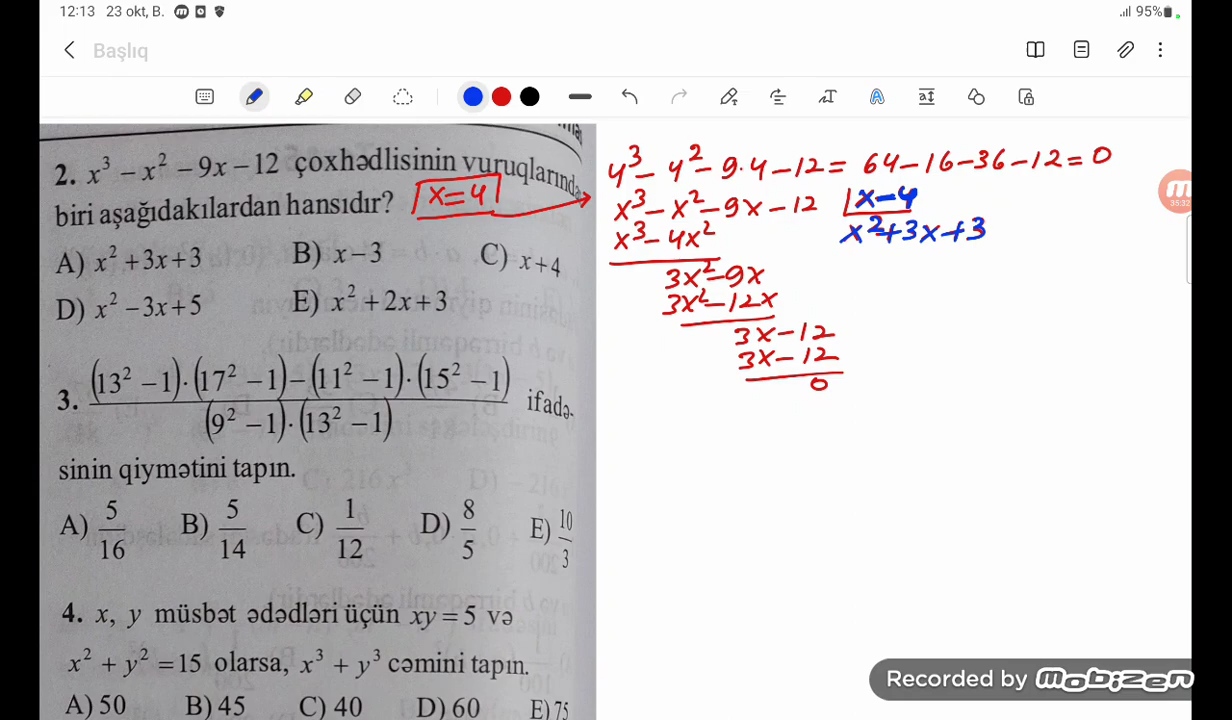 12:13 23 okt, B. 95%
Başlıq
2. x³ − x² − 9x − 12 çoxhədlisinin vuruqlarından
biri aşağıdakılardan hansıdır? x=4
A) x² + 3x + 3 B) x − 3 C) x + 4
D) x² − 3x + 5 E) x² + 2x + 3
3. (13² − 1)·(17² − 1) − (11² − 1)·(15² − 1) / (9² − 1)·(13² − 1) ifadə-
sinin qiymətini tapın.
A) 5/16 B) 5/14 C) 1/12 D) 8/5 E) 10/3
4. x, y müsbət ədədləri üçün xy = 5 və
x² + y² = 15 olarsa, x³ + y³ cəmini tapın.
A) 50 B) 45 C) 40 D) 60 E) 75
4³ − 4² − 9·4 − 12 = 64 − 16 − 36 − 12 = 0
x³ − x² − 9x − 12 x − 4
x³ − 4x² x² + 3x + 3
3x² − 9x
3x² − 12x
3x − 12
3x − 12
0
35:32
Recorded by mobizen